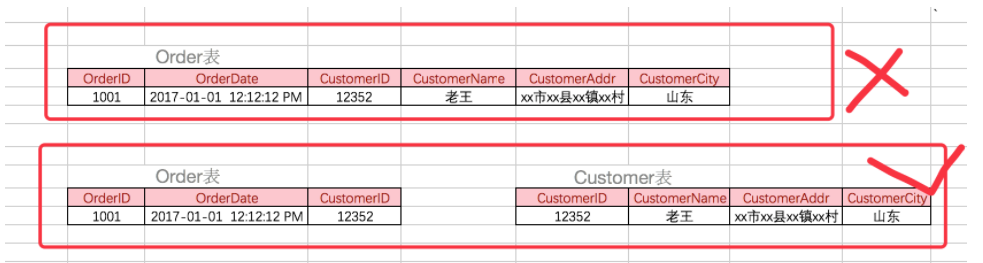 Order表
OrderID OrderDate CustomerID CustomerName CustomerAddr CustomerCity
1001 2017-01-01 12:12:12 PM 12352 老王 xx市xx县xx镇xx村 山东
Order表 Customer表
OrderID OrderDate CustomerID CustomerID CustomerName CustomerAddr CustomerCity
1001 2017-01-01 12:12:12 PM 12352 12352 老王 xx市xx县xx镇xx村 山东